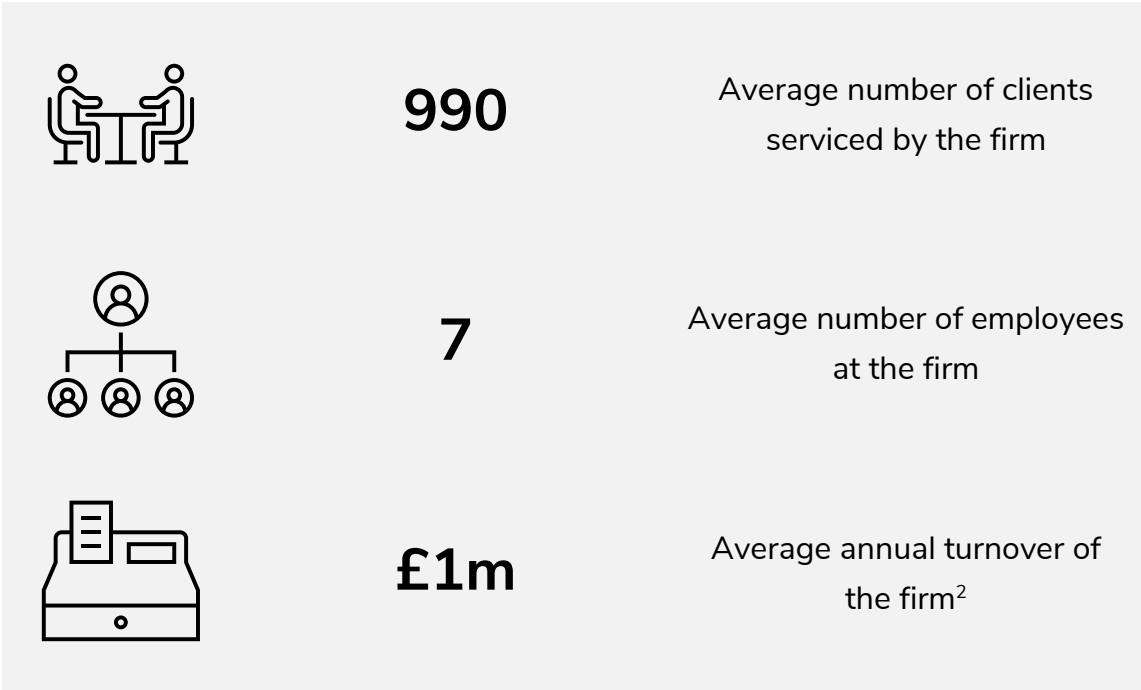 990
Average number of clients
serviced by the firm
7
Average number of employees
at the firm
£1m
Average annual turnover of
the firm²